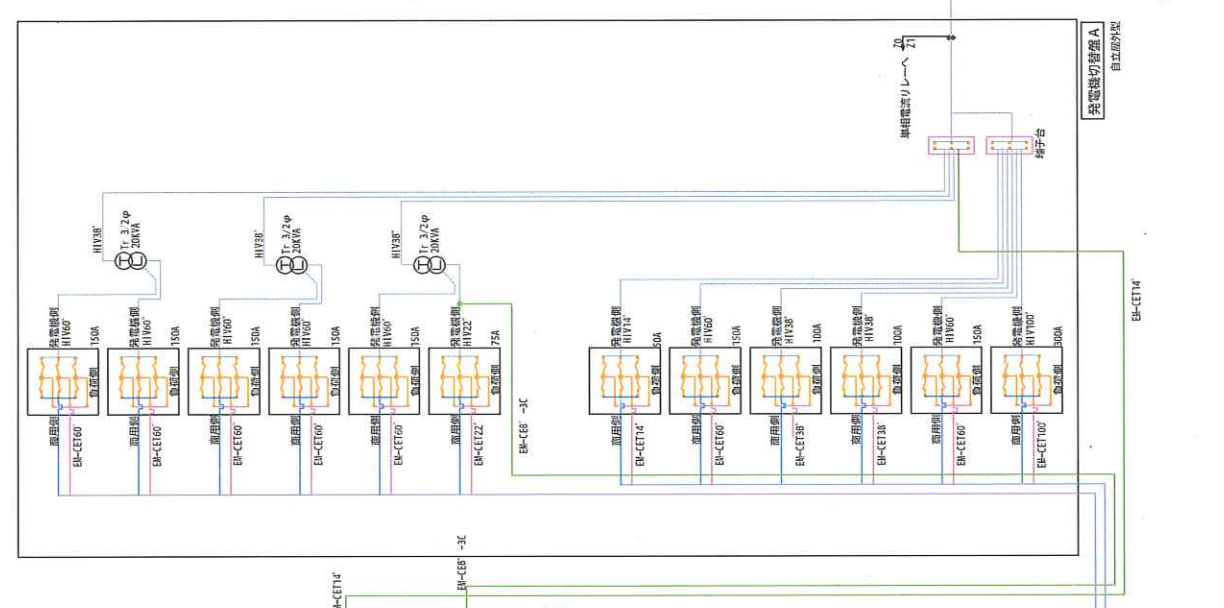 発電機切替盤A
自立屋外型
Z0
Z1
単相電流リレーへ
端子台
HIV38゜
Tr 3/2φ
20KVA
HIV38゜
Tr 3/2φ
20KVA
HIV38゜
Tr 3/2φ
20KVA
発電機側
HIV60゜
150A
負荷側
商用側
EM-CET60゜
発電機側
HIV60゜
150A
負荷側
商用側
EM-CET60゜
発電機側
HIV60゜
150A
負荷側
商用側
EM-CET60゜
発電機側
HIV60゜
150A
負荷側
商用側
EM-CET60゜
発電機側
HIV60゜
150A
負荷側
商用側
EM-CET60゜
発電機側
HIV22゜
75A
負荷側
商用側
EM-CET22゜
EM-CE8゜ -3C
発電機側
HIV14゜
50A
負荷側
商用側
EM-CET14゜
発電機側
HIV60゜
150A
負荷側
商用側
EM-CET60゜
発電機側
HIV38゜
100A
負荷側
商用側
EM-CET38゜
発電機側
HIV38゜
100A
負荷側
商用側
EM-CET38゜
発電機側
HIV60゜
150A
負荷側
商用側
EM-CET60゜
発電機側
HIV100゜
300A
負荷側
商用側
EM-CET100゜
EM-CET14゜
EM-CE8゜ -3C
EM-CET14゜